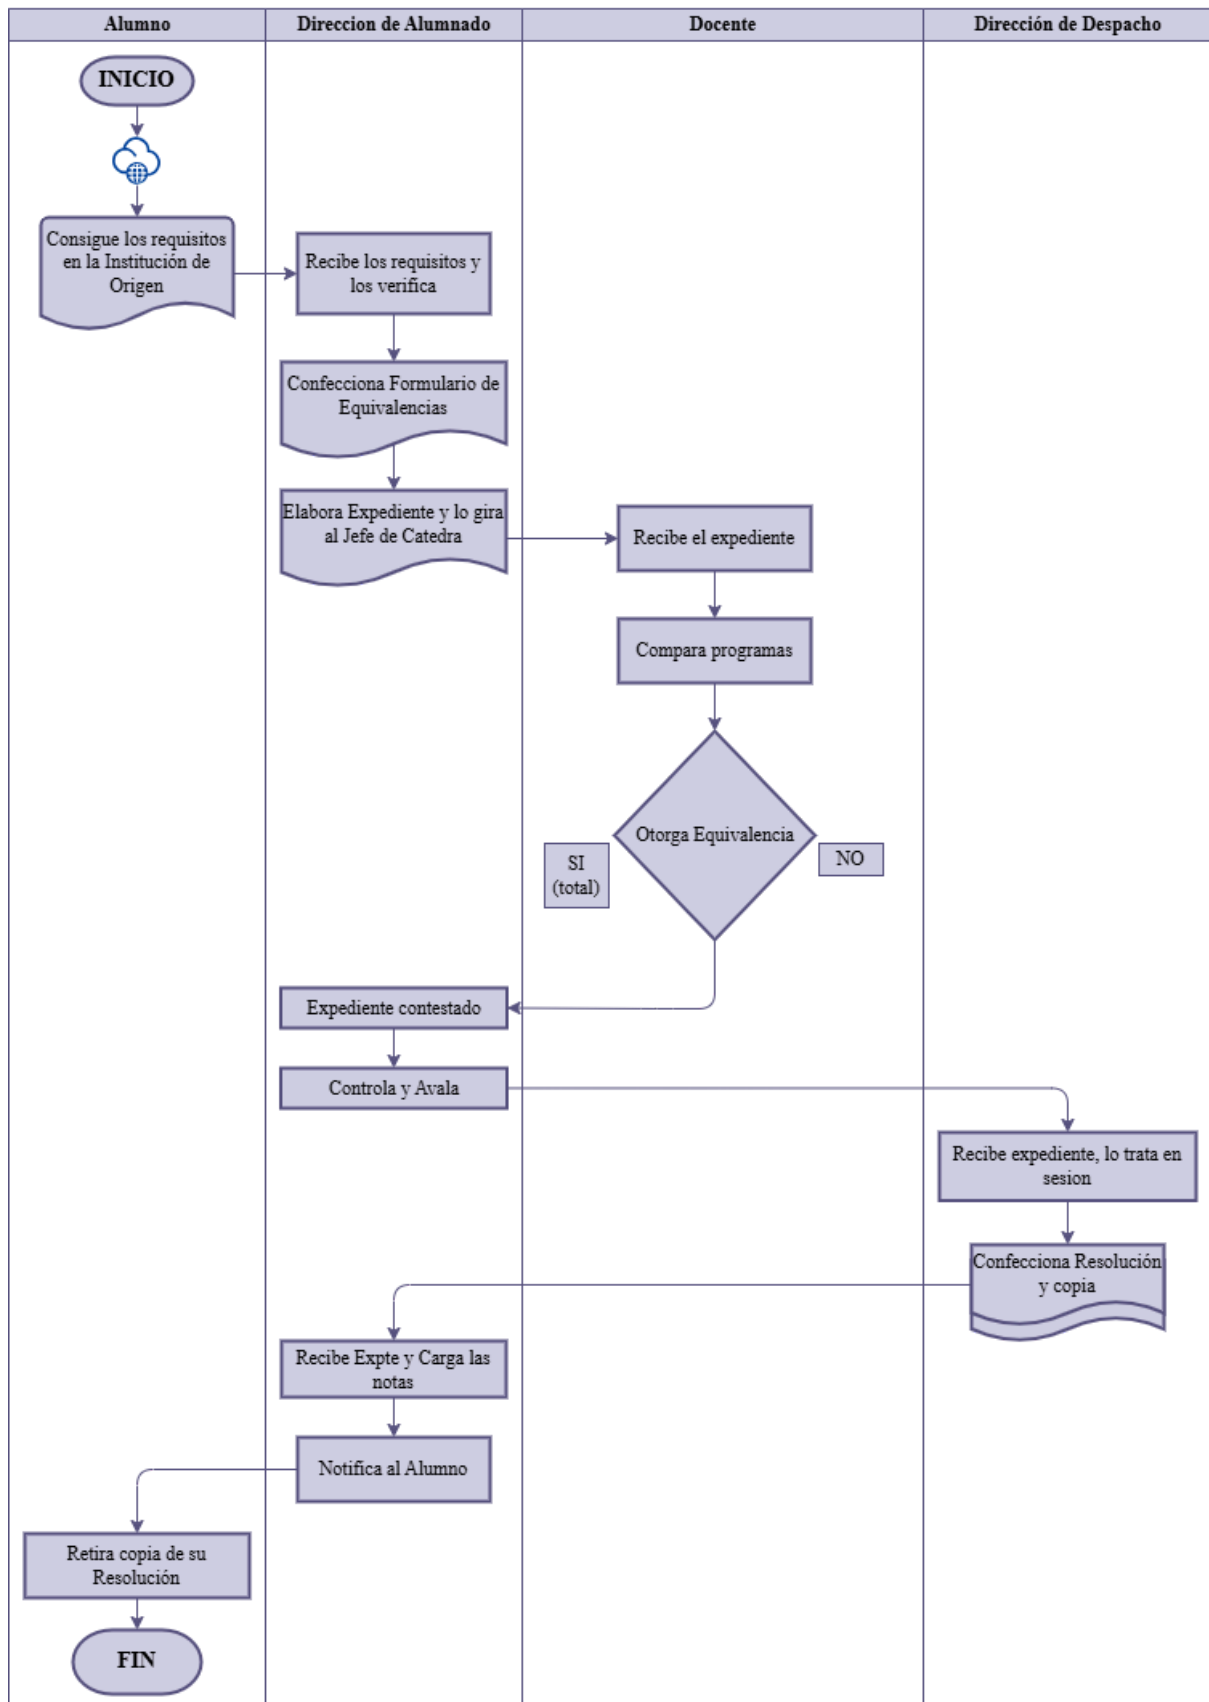 Alumno
Direccion de Alumnado
Docente
Dirección de Despacho
INICIO
Consigue los requisitos
en la Institución de
Origen
Recibe los requisitos y
los verifica
Confecciona Formulario de
Equivalencias
Elabora Expediente y lo gira
al Jefe de Catedra
Recibe el expediente
Compara programas
Otorga Equivalencia
SI
(total)
NO
Expediente contestado
Controla y Avala
Recibe expediente, lo trata en
sesion
Confecciona Resolución
y copia
Recibe Expte y Carga las
notas
Notifica al Alumno
Retira copia de su
Resolución
FIN